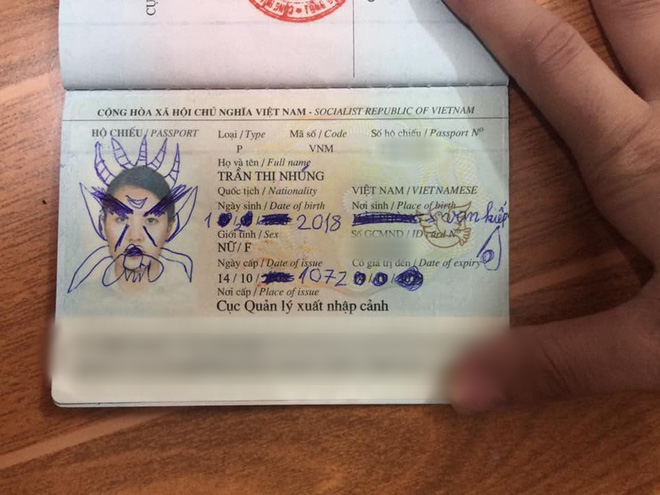 CỘNG HÒA XÃ HỘI CHỦ NGHĨA VIỆT NAM - SOCIALIST REPUBLIC OF VIETNAM
HỘ CHIẾU / PASSPORT Loại / Type Mã số / Code Số hộ chiếu / Passport Nº
P VNM
Họ và tên / Full name
TRẦN THỊ NHUNG
Quốc tịch / Nationality VIỆT NAM / VIETNAMESE
Ngày sinh / Date of birth Nơi sinh / Place of birth
2018 vạn kiếp
Giới tính / Sex Số GCMND / ID card Nº
NỮ / F
Ngày cấp / Date of issue Có giá trị đến / Date of expiry
14 / 10 / 1072
Nơi cấp / Place of issue
Cục Quản lý xuất nhập cảnh